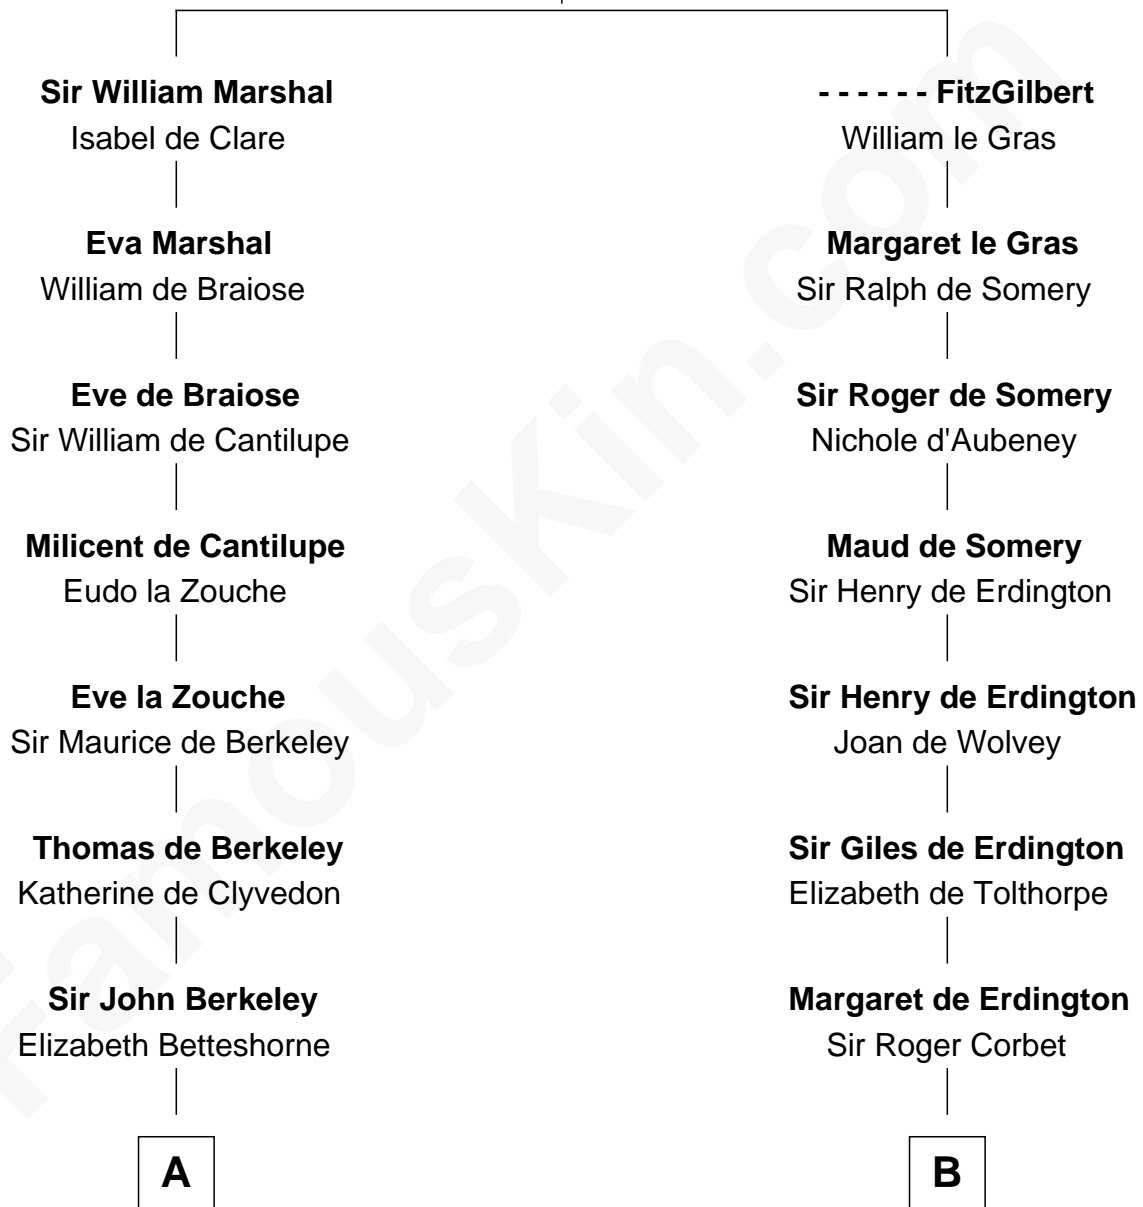 Sir William Marshal
Isabel de Clare
Eva Marshal
William de Braiose
Eve de Braiose
Sir William de Cantilupe
Milicent de Cantilupe
Eudo la Zouche
Eve la Zouche
Sir Maurice de Berkeley
Thomas de Berkeley
Katherine de Clyvedon
Sir John Berkeley
Elizabeth Betteshorne
A
- - - - - - FitzGilbert
William le Gras
Margaret le Gras
Sir Ralph de Somery
Sir Roger de Somery
Nichole d'Aubeney
Maud de Somery
Sir Henry de Erdington
Sir Henry de Erdington
Joan de Wolvey
Sir Giles de Erdington
Elizabeth de Tolthorpe
Margaret de Erdington
Sir Roger Corbet
B
FamousKin.com